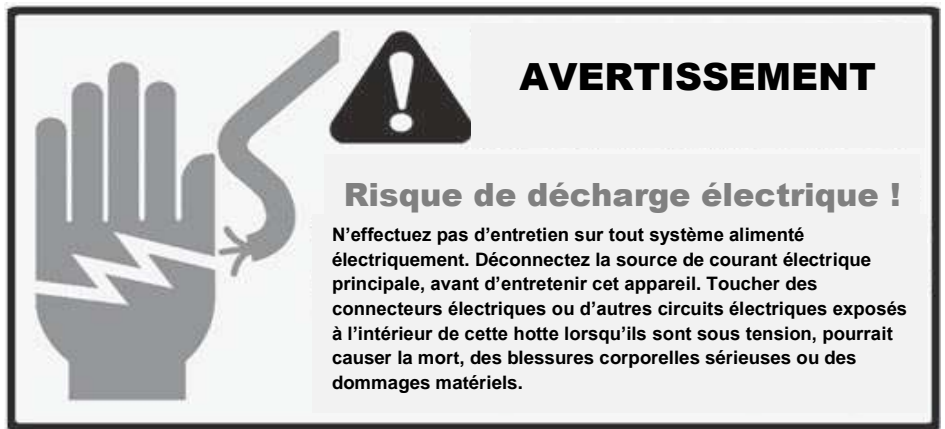 AVERTISSEMENT
Risque de décharge électrique !
N’effectuez pas d’entretien sur tout système alimenté
électriquement. Déconnectez la source de courant électrique
principale, avant d’entretenir cet appareil. Toucher des
connecteurs électriques ou d’autres circuits électriques exposés
à l’intérieur de cette hotte lorsqu’ils sont sous tension, pourrait
causer la mort, des blessures corporelles sérieuses ou des
dommages matériels.